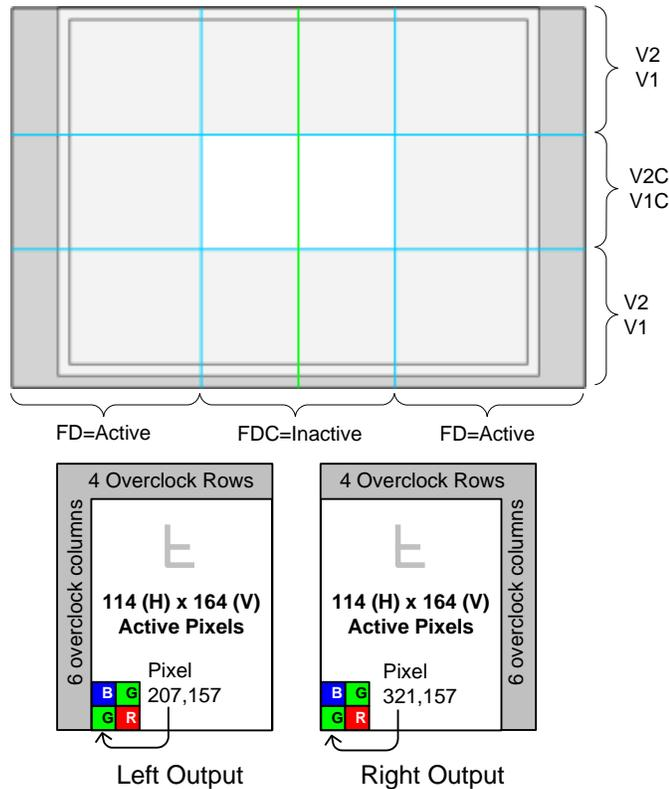 V2
V1
V2C
V1C
V2
V1
FD=Active
FDC=Inactive
FD=Active
4 Overclock Rows
6 overclock columns
114 (H) x 164 (V)
Active Pixels
Pixel
207,157
B G
G R
Left Output
4 Overclock Rows
6 overclock columns
114 (H) x 164 (V)
Active Pixels
Pixel
321,157
B G
G R
Right Output